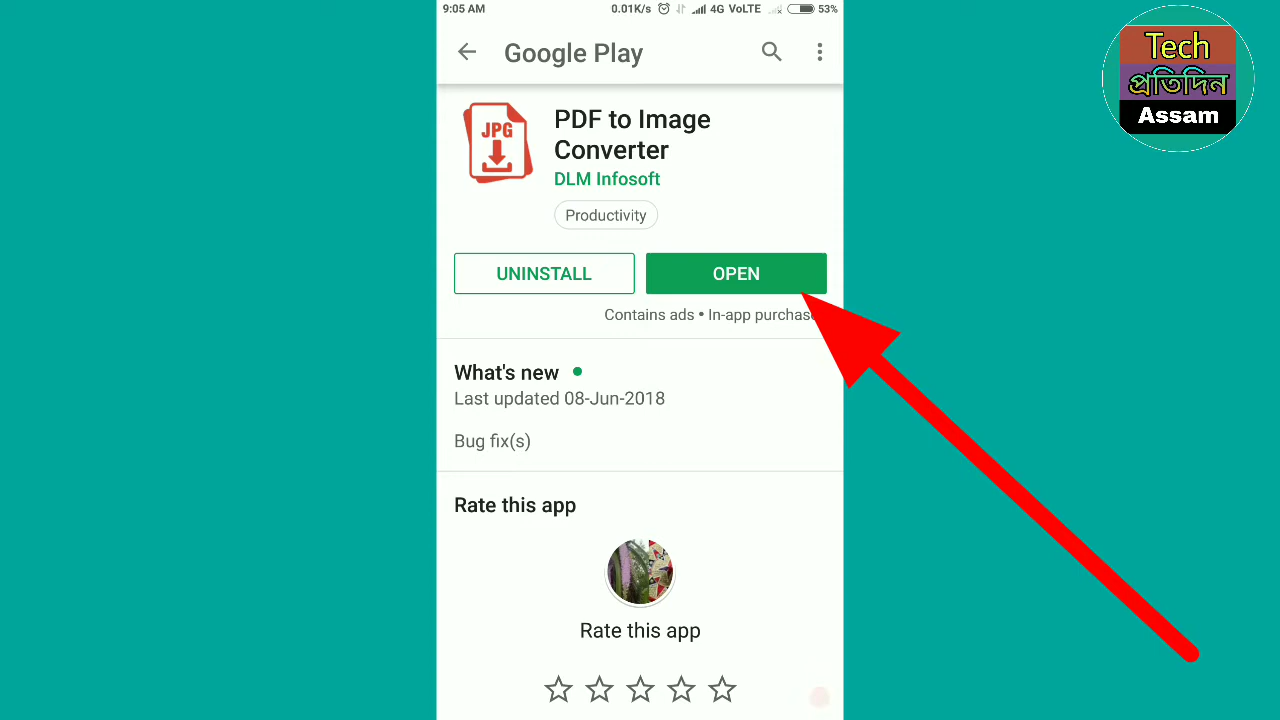 9:05 AM 0.01K/s 4G VoLTE 53%
Google Play
JPG
PDF to Image
Converter
DLM Infosoft
Productivity
UNINSTALL
OPEN
Contains ads • In-app purchas
What's new
Last updated 08-Jun-2018
Bug fix(s)
Rate this app
Rate this app
Tech
প্ৰতিদিন
Assam